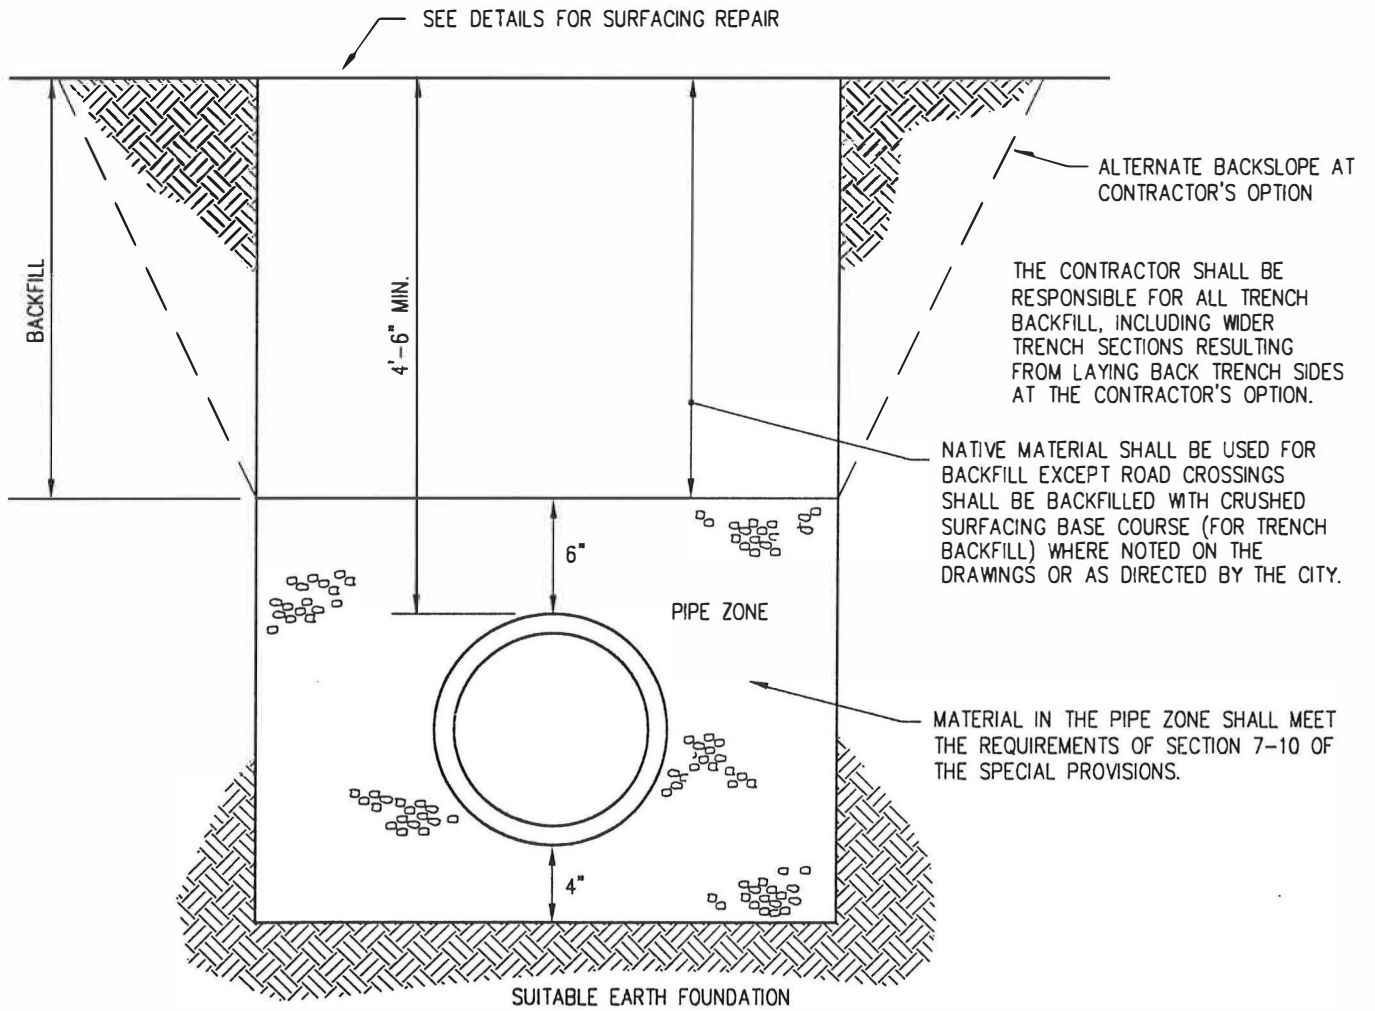 SEE DETAILS FOR SURFACING REPAIR
ALTERNATE BACKSLOPE AT
CONTRACTOR'S OPTION
BACKFILL
4'-6" MIN.
THE CONTRACTOR SHALL BE
RESPONSIBLE FOR ALL TRENCH
BACKFILL, INCLUDING WIDER
TRENCH SECTIONS RESULTING
FROM LAYING BACK TRENCH SIDES
AT THE CONTRACTOR'S OPTION.
NATIVE MATERIAL SHALL BE USED FOR
BACKFILL EXCEPT ROAD CROSSINGS
SHALL BE BACKFILLED WITH CRUSHED
SURFACING BASE COURSE (FOR TRENCH
BACKFILL) WHERE NOTED ON THE
DRAWINGS OR AS DIRECTED BY THE CITY.
6"
PIPE ZONE
MATERIAL IN THE PIPE ZONE SHALL MEET
THE REQUIREMENTS OF SECTION 7-10 OF
THE SPECIAL PROVISIONS.
4"
SUITABLE EARTH FOUNDATION